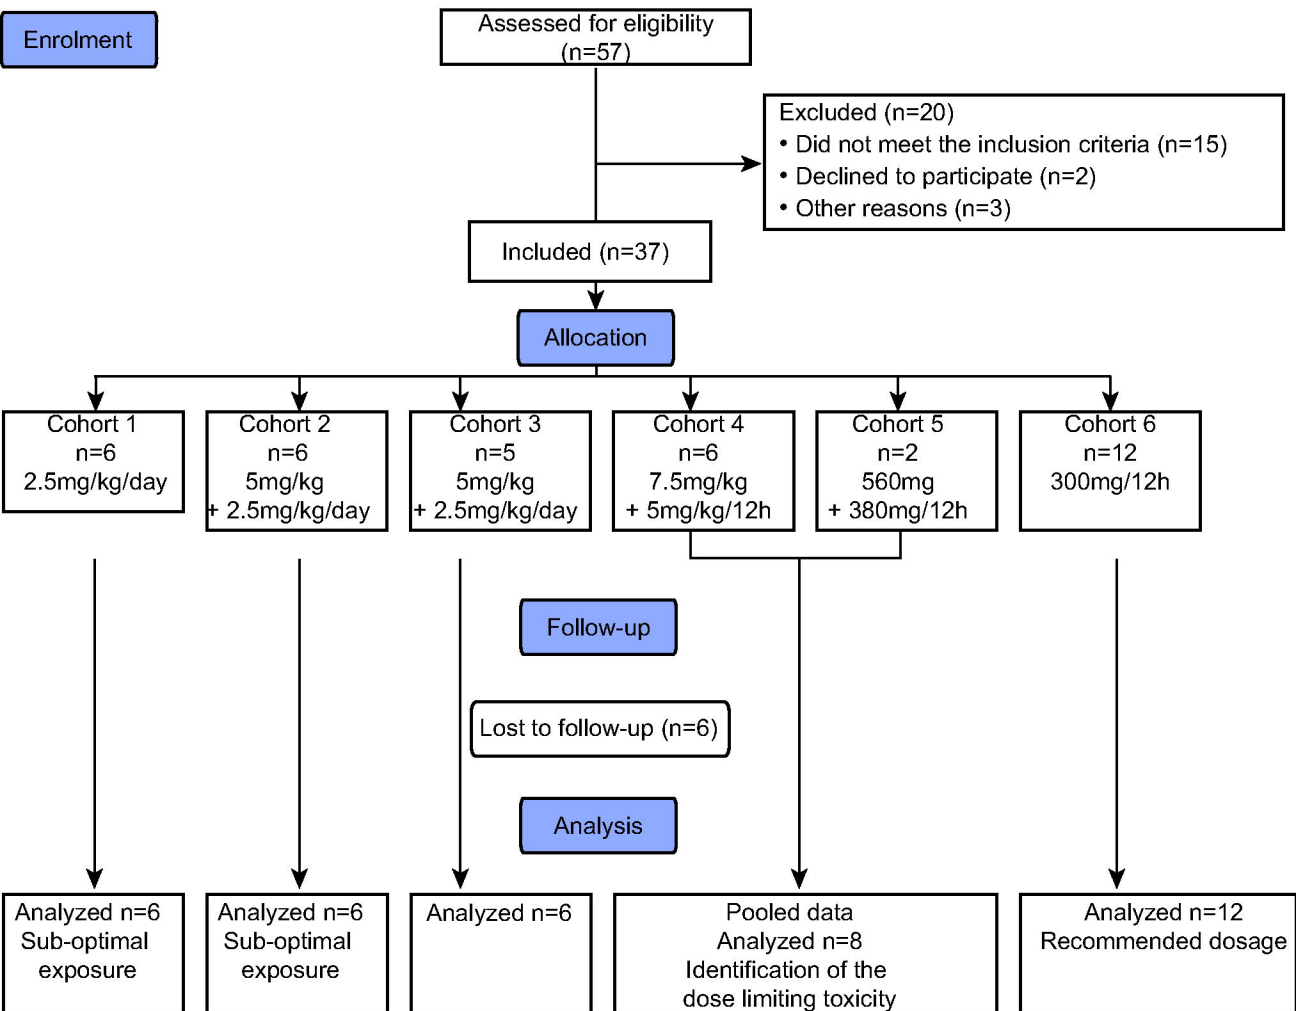 Enrolment
Assessed for eligibility
(n=57)
Excluded (n=20)
• Did not meet the inclusion criteria (n=15)
• Declined to participate (n=2)
• Other reasons (n=3)
Included (n=37)
Allocation
Cohort 1
n=6
2.5mg/kg/day
Cohort 2
n=6
5mg/kg
+ 2.5mg/kg/day
Cohort 3
n=5
5mg/kg
+ 2.5mg/kg/day
Cohort 4
n=6
7.5mg/kg
+ 5mg/kg/12h
Cohort 5
n=2
560mg
+ 380mg/12h
Cohort 6
n=12
300mg/12h
Follow-up
Lost to follow-up (n=6)
Analysis
Analyzed n=6
Sub-optimal
exposure
Analyzed n=6
Sub-optimal
exposure
Analyzed n=6
Pooled data
Analyzed n=8
Identification of the
dose limiting toxicity
Analyzed n=12
Recommended dosage